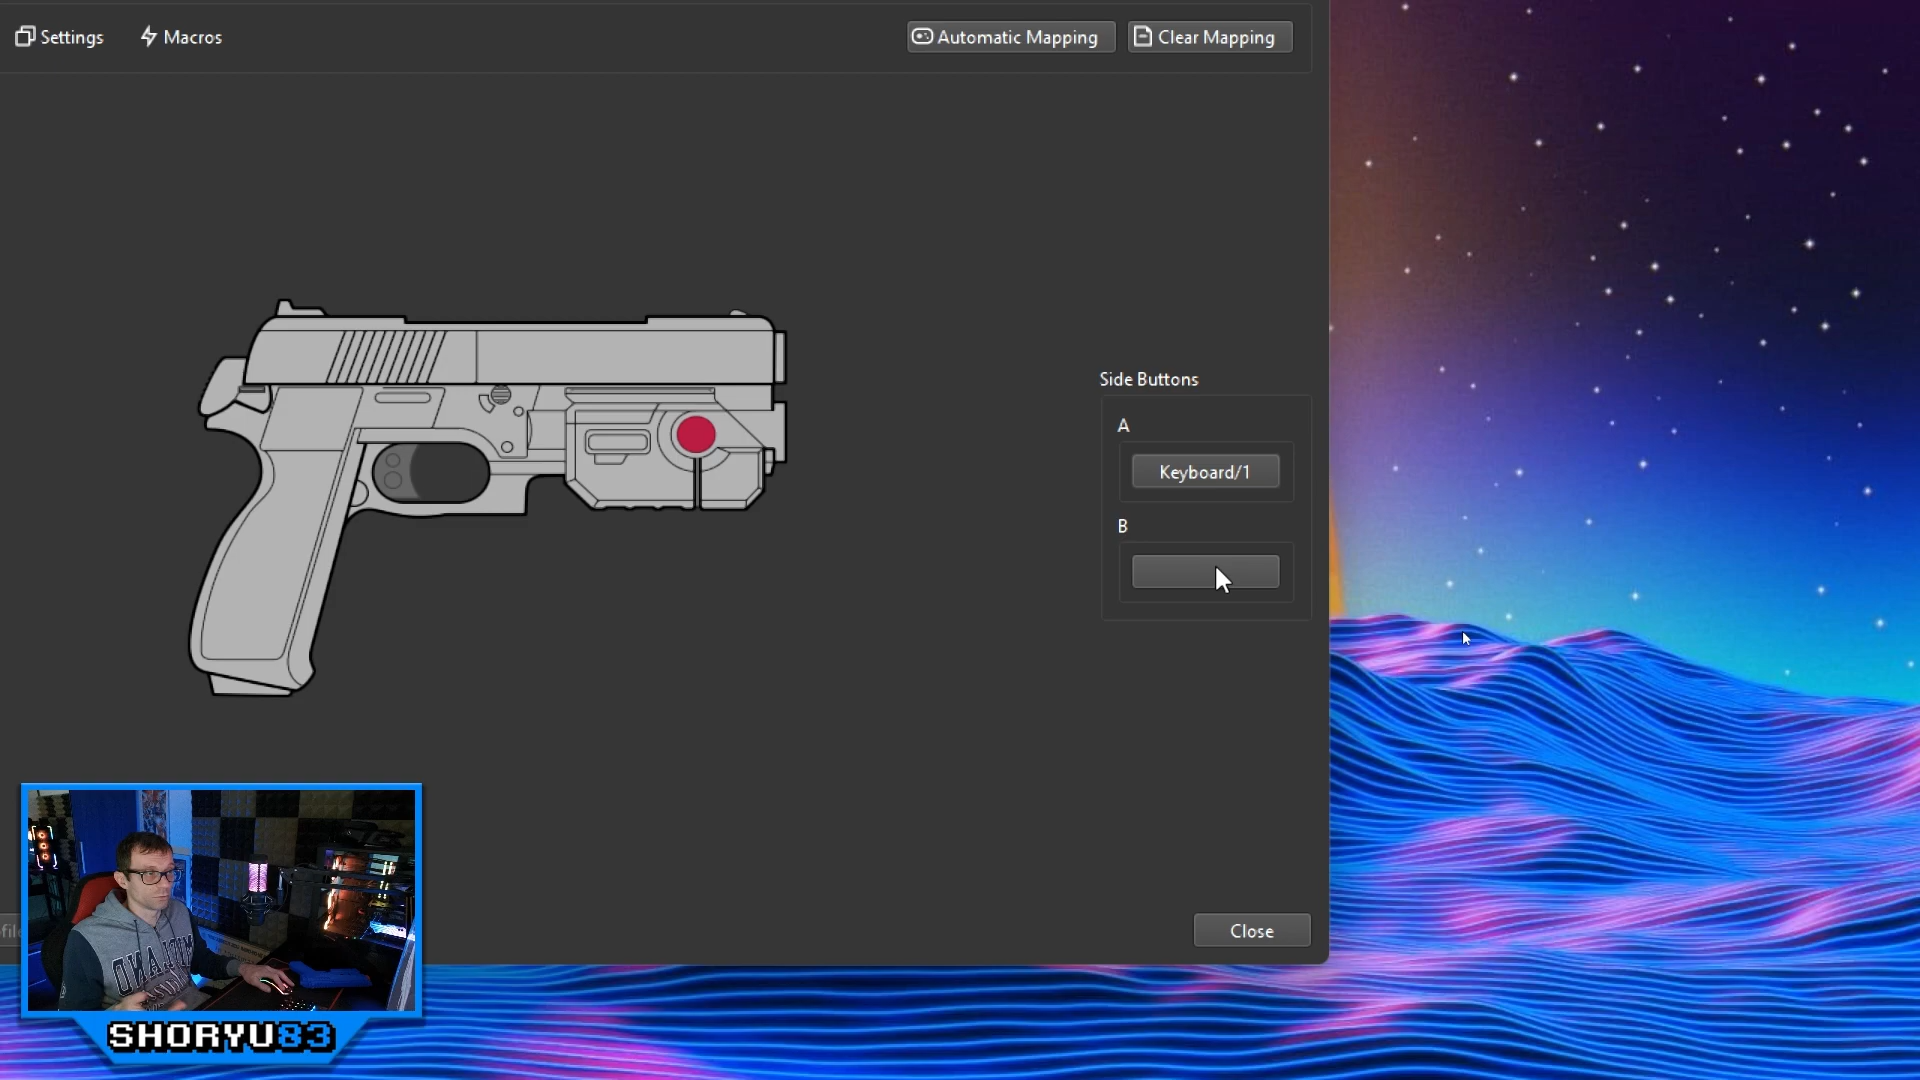 Settings
Macros
Automatic Mapping
Clear Mapping
Side Buttons
A
Keyboard/1
B
Close
SHORYU83